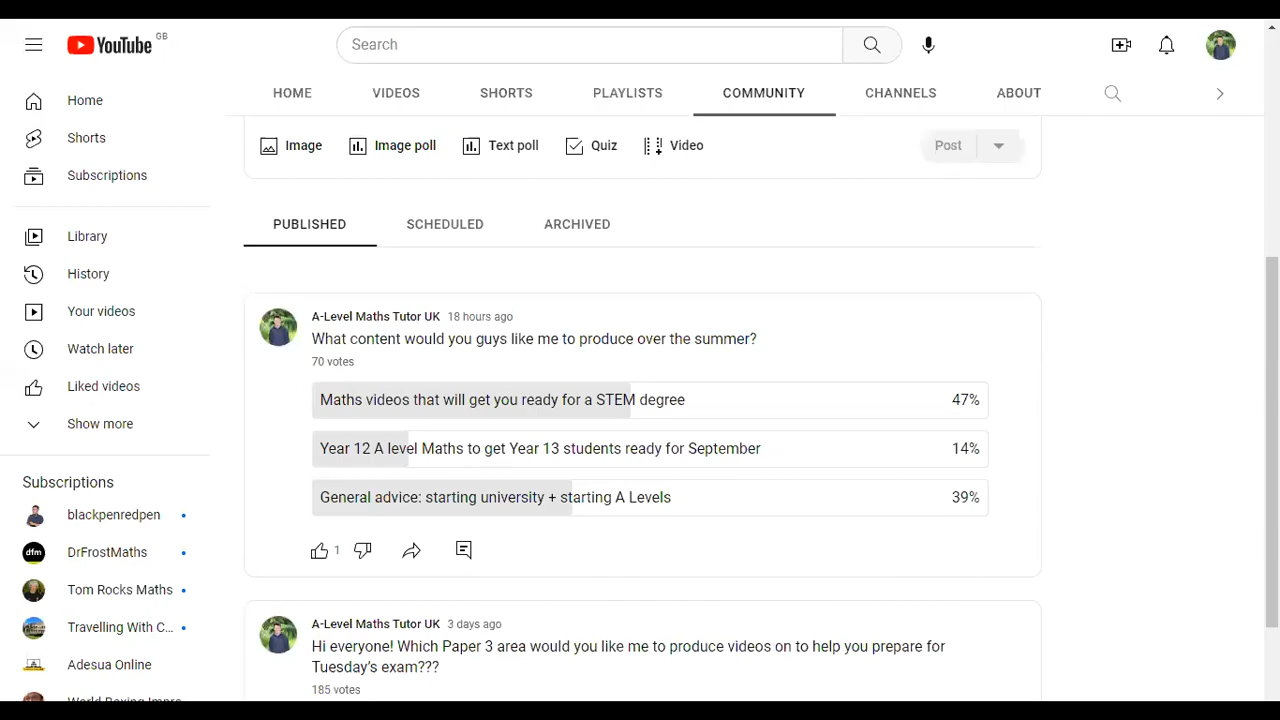 YouTube GB
Search
HOME VIDEOS SHORTS PLAYLISTS COMMUNITY CHANNELS ABOUT
Image Image poll Text poll Quiz Video Post
PUBLISHED SCHEDULED ARCHIVED
Home
Shorts
Subscriptions
Library
History
Your videos
Watch later
Liked videos
Show more
Subscriptions
blackpenredpen
dfm
DrFrostMaths
Tom Rocks Maths
Travelling With C...
Adesua Online
World Boxing
A-Level Maths Tutor UK 18 hours ago
What content would you guys like me to produce over the summer?
70 votes
Maths videos that will get you ready for a STEM degree 47%
Year 12 A level Maths to get Year 13 students ready for September 14%
General advice: starting university + starting A Levels 39%
1
A-Level Maths Tutor UK 3 days ago
Hi everyone! Which Paper 3 area would you like me to produce videos on to help you prepare for
Tuesday's exam???
185 votes